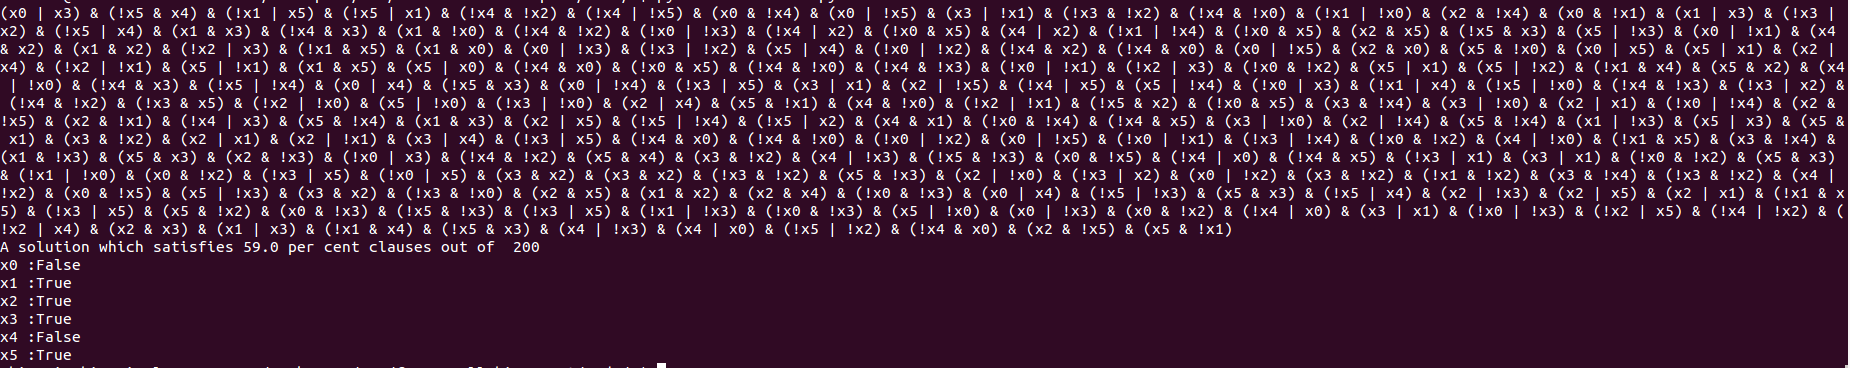 (x0 | x3) & (!x5 & x4) & (!x1 | x5) & (!x5 | x1) & (!x4 & !x2) & (!x4 | !x5) & (x0 & !x4) & (x0 | !x5) & (x3 | !x1) & (!x3 & !x2) & (!x4 & !x0) & (!x1 | !x0) & (x2 & !x4) & (x0 & !x1) & (x1 | x3) & (!x3 |
x2) & (!x5 | x4) & (x1 & x3) & (!x4 & x3) & (x1 & !x0) & (!x4 & !x2) & (!x0 | !x3) & (!x4 | x2) & (!x0 & x5) & (x4 | x2) & (!x1 | !x4) & (!x0 & x5) & (x2 & x5) & (!x5 & x3) & (x5 | !x3) & (x0 | !x1) & (x4
& x2) & (x1 & x2) & (!x2 | x3) & (!x1 & x5) & (x1 & x0) & (x0 | !x3) & (!x3 | !x2) & (x5 | x4) & (!x0 | !x2) & (!x4 & x2) & (!x4 & x0) & (x0 | !x5) & (x2 & x0) & (x5 & !x0) & (x0 | x5) & (x5 | x1) & (x2 |
x4) & (!x2 | !x1) & (x5 | !x1) & (x1 & x5) & (x5 | x0) & (!x4 & x0) & (!x0 & x5) & (!x4 & !x0) & (!x4 & !x3) & (!x0 | !x1) & (!x2 | x3) & (!x0 & !x2) & (x5 | x1) & (x5 | !x2) & (!x1 & x4) & (x5 & x2) & (x4
| !x0) & (!x4 & x3) & (!x5 | !x4) & (x0 | x4) & (!x5 & x3) & (x0 | !x4) & (!x3 | x5) & (x3 | x1) & (x2 | !x5) & (!x4 | x5) & (x5 | !x4) & (!x0 | x3) & (!x1 | x4) & (!x5 | !x0) & (!x4 & !x3) & (!x3 | x2) &
(!x4 & !x2) & (!x3 & x5) & (!x2 | !x0) & (x5 | !x0) & (!x3 | !x0) & (x2 | x4) & (x5 & !x1) & (x4 & !x0) & (!x2 | !x1) & (!x5 & x2) & (!x0 & x5) & (x3 & !x4) & (x3 | !x0) & (x2 | x1) & (!x0 | !x4) & (x2 &
!x5) & (x2 & !x1) & (!x4 | x3) & (x5 & !x4) & (x1 & x3) & (x2 | x5) & (!x5 | !x4) & (!x5 | x2) & (x4 & x1) & (!x0 & !x4) & (!x4 & x5) & (x3 | !x0) & (x2 | !x4) & (x5 & !x4) & (x1 | !x3) & (x5 | x3) & (x5 &
x1) & (x3 & !x2) & (x2 | x1) & (x2 | !x1) & (x3 | x4) & (!x3 | x5) & (!x4 & x0) & (!x4 & !x0) & (!x0 | !x2) & (x0 | !x5) & (!x0 | !x1) & (!x3 | !x4) & (!x0 & !x2) & (x4 | !x0) & (!x1 & x5) & (x3 & !x4) &
(x1 & !x3) & (x5 & x3) & (x2 & !x3) & (!x0 | x3) & (!x4 & !x2) & (x5 & x4) & (x3 & !x2) & (x4 | !x3) & (!x5 & !x3) & (x0 & !x5) & (!x4 | x0) & (!x4 & x5) & (!x3 | x1) & (x3 | x1) & (!x0 & !x2) & (x5 & x3)
& (!x1 | !x0) & (x0 & !x2) & (!x3 | x5) & (!x0 | x5) & (x3 & x2) & (x3 & x2) & (!x3 & !x2) & (x5 & !x3) & (x2 | !x0) & (!x3 | x2) & (x0 | !x2) & (x3 & !x2) & (!x1 & !x2) & (x3 & !x4) & (!x3 & !x2) & (x4 |
!x2) & (x0 & !x5) & (x5 | !x3) & (x3 & x2) & (!x3 & !x0) & (x2 & x5) & (x1 & x2) & (x2 & x4) & (!x0 & !x3) & (x0 | x4) & (!x5 | !x3) & (x5 & x3) & (!x5 | x4) & (x2 | !x3) & (x2 | x5) & (x2 | x1) & (!x1 & x
5) & (!x3 | x5) & (x5 & !x2) & (x0 & !x3) & (!x5 & !x3) & (!x3 | x5) & (!x1 | !x3) & (!x0 & !x3) & (x5 | !x0) & (x0 | !x3) & (x0 & !x2) & (!x4 | x0) & (x3 | x1) & (!x0 | !x3) & (!x2 | x5) & (!x4 | !x2) & (
!x2 | x4) & (x2 & x3) & (x1 | x3) & (!x1 & x4) & (!x5 & x3) & (x4 | !x3) & (x4 | x0) & (!x5 | !x2) & (!x4 & x0) & (x2 & !x5) & (x5 & !x1)
A solution which satisfies 59.0 per cent clauses out of  200
x0 :False
x1 :True
x2 :True
x3 :True
x4 :False
x5 :True